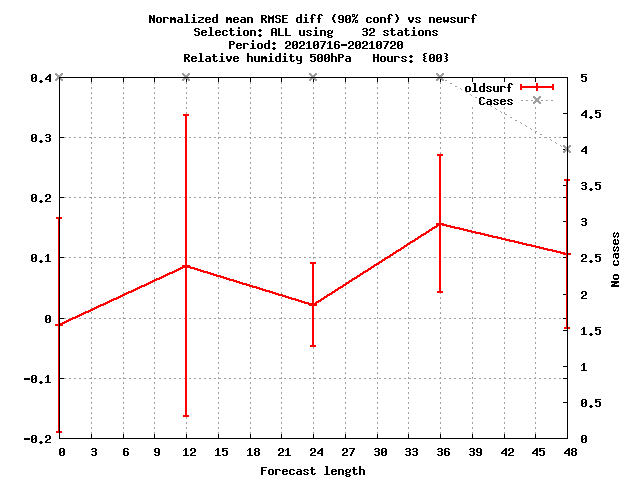 Normalized mean RMSE diff (90% conf) vs newsurf
Selection: ALL using    32 stations
Period: 20210716-20210720
Relative humidity 500hPa   Hours: {00}
oldsurf
Cases
0.4
0.3
0.2
0.1
0
-0.1
-0.2
5
4.5
4
3.5
3
2.5
2
1.5
1
0.5
0
No cases
0 3 6 9 12 15 18 21 24 27 30 33 36 39 42 45 48
Forecast length